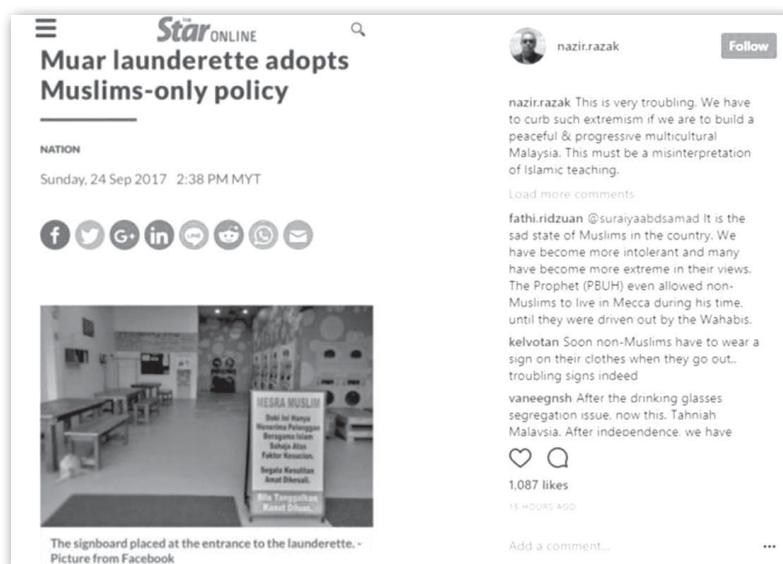 THE
Star ONLINE
Muar launderette adopts
Muslims-only policy
NATION
Sunday, 24 Sep 2017 2:38 PM MYT
f G+ in LINE
MESRA MUSLIM
Dobi Ini Hanya
Menerima Pelanggan
Beragama Islam
Sahaja Atas
Faktor Kesucian.
Segala Kesulitan
Amat Dikesali.
Sila Tanggalkan
Kasut Diluar.
The signboard placed at the entrance to the launderette. -
Picture from Facebook
nazir.razak
Follow
nazir.razak This is very troubling. We have
to curb such extremism if we are to build a
peaceful & progressive multicultural
Malaysia. This must be a misinterpretation
of Islamic teaching.
Load more comments
fathi.ridzuan @suraiyaabdsamad It is the
sad state of Muslims in the country. We
have become more intolerant and many
have become more extreme in their views.
The Prophet (PBUH) even allowed non-
Muslims to live in Mecca during his time.
until they were driven out by the Wahabis.
kelvotan Soon non-Muslims have to wear a
sign on their clothes when they go out..
troubling signs indeed
vaneegnsh After the drinking glasses
segregation issue. now this. Tahniah
Malaysia. After independence. we have
1,087 likes
15 HOURS AGO
Add a comment...